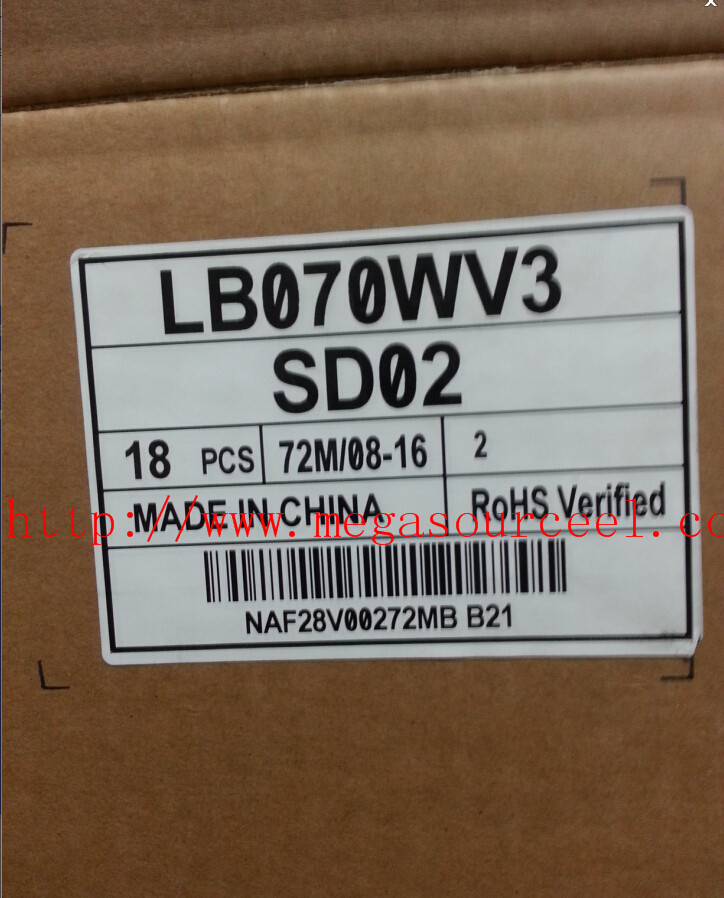 LB070WV3
SD02
18 PCS 72M/08-16 2
MADE IN CHINA RoHS Verified
http://www.megasourceel.co
NAF28V00272MB B21